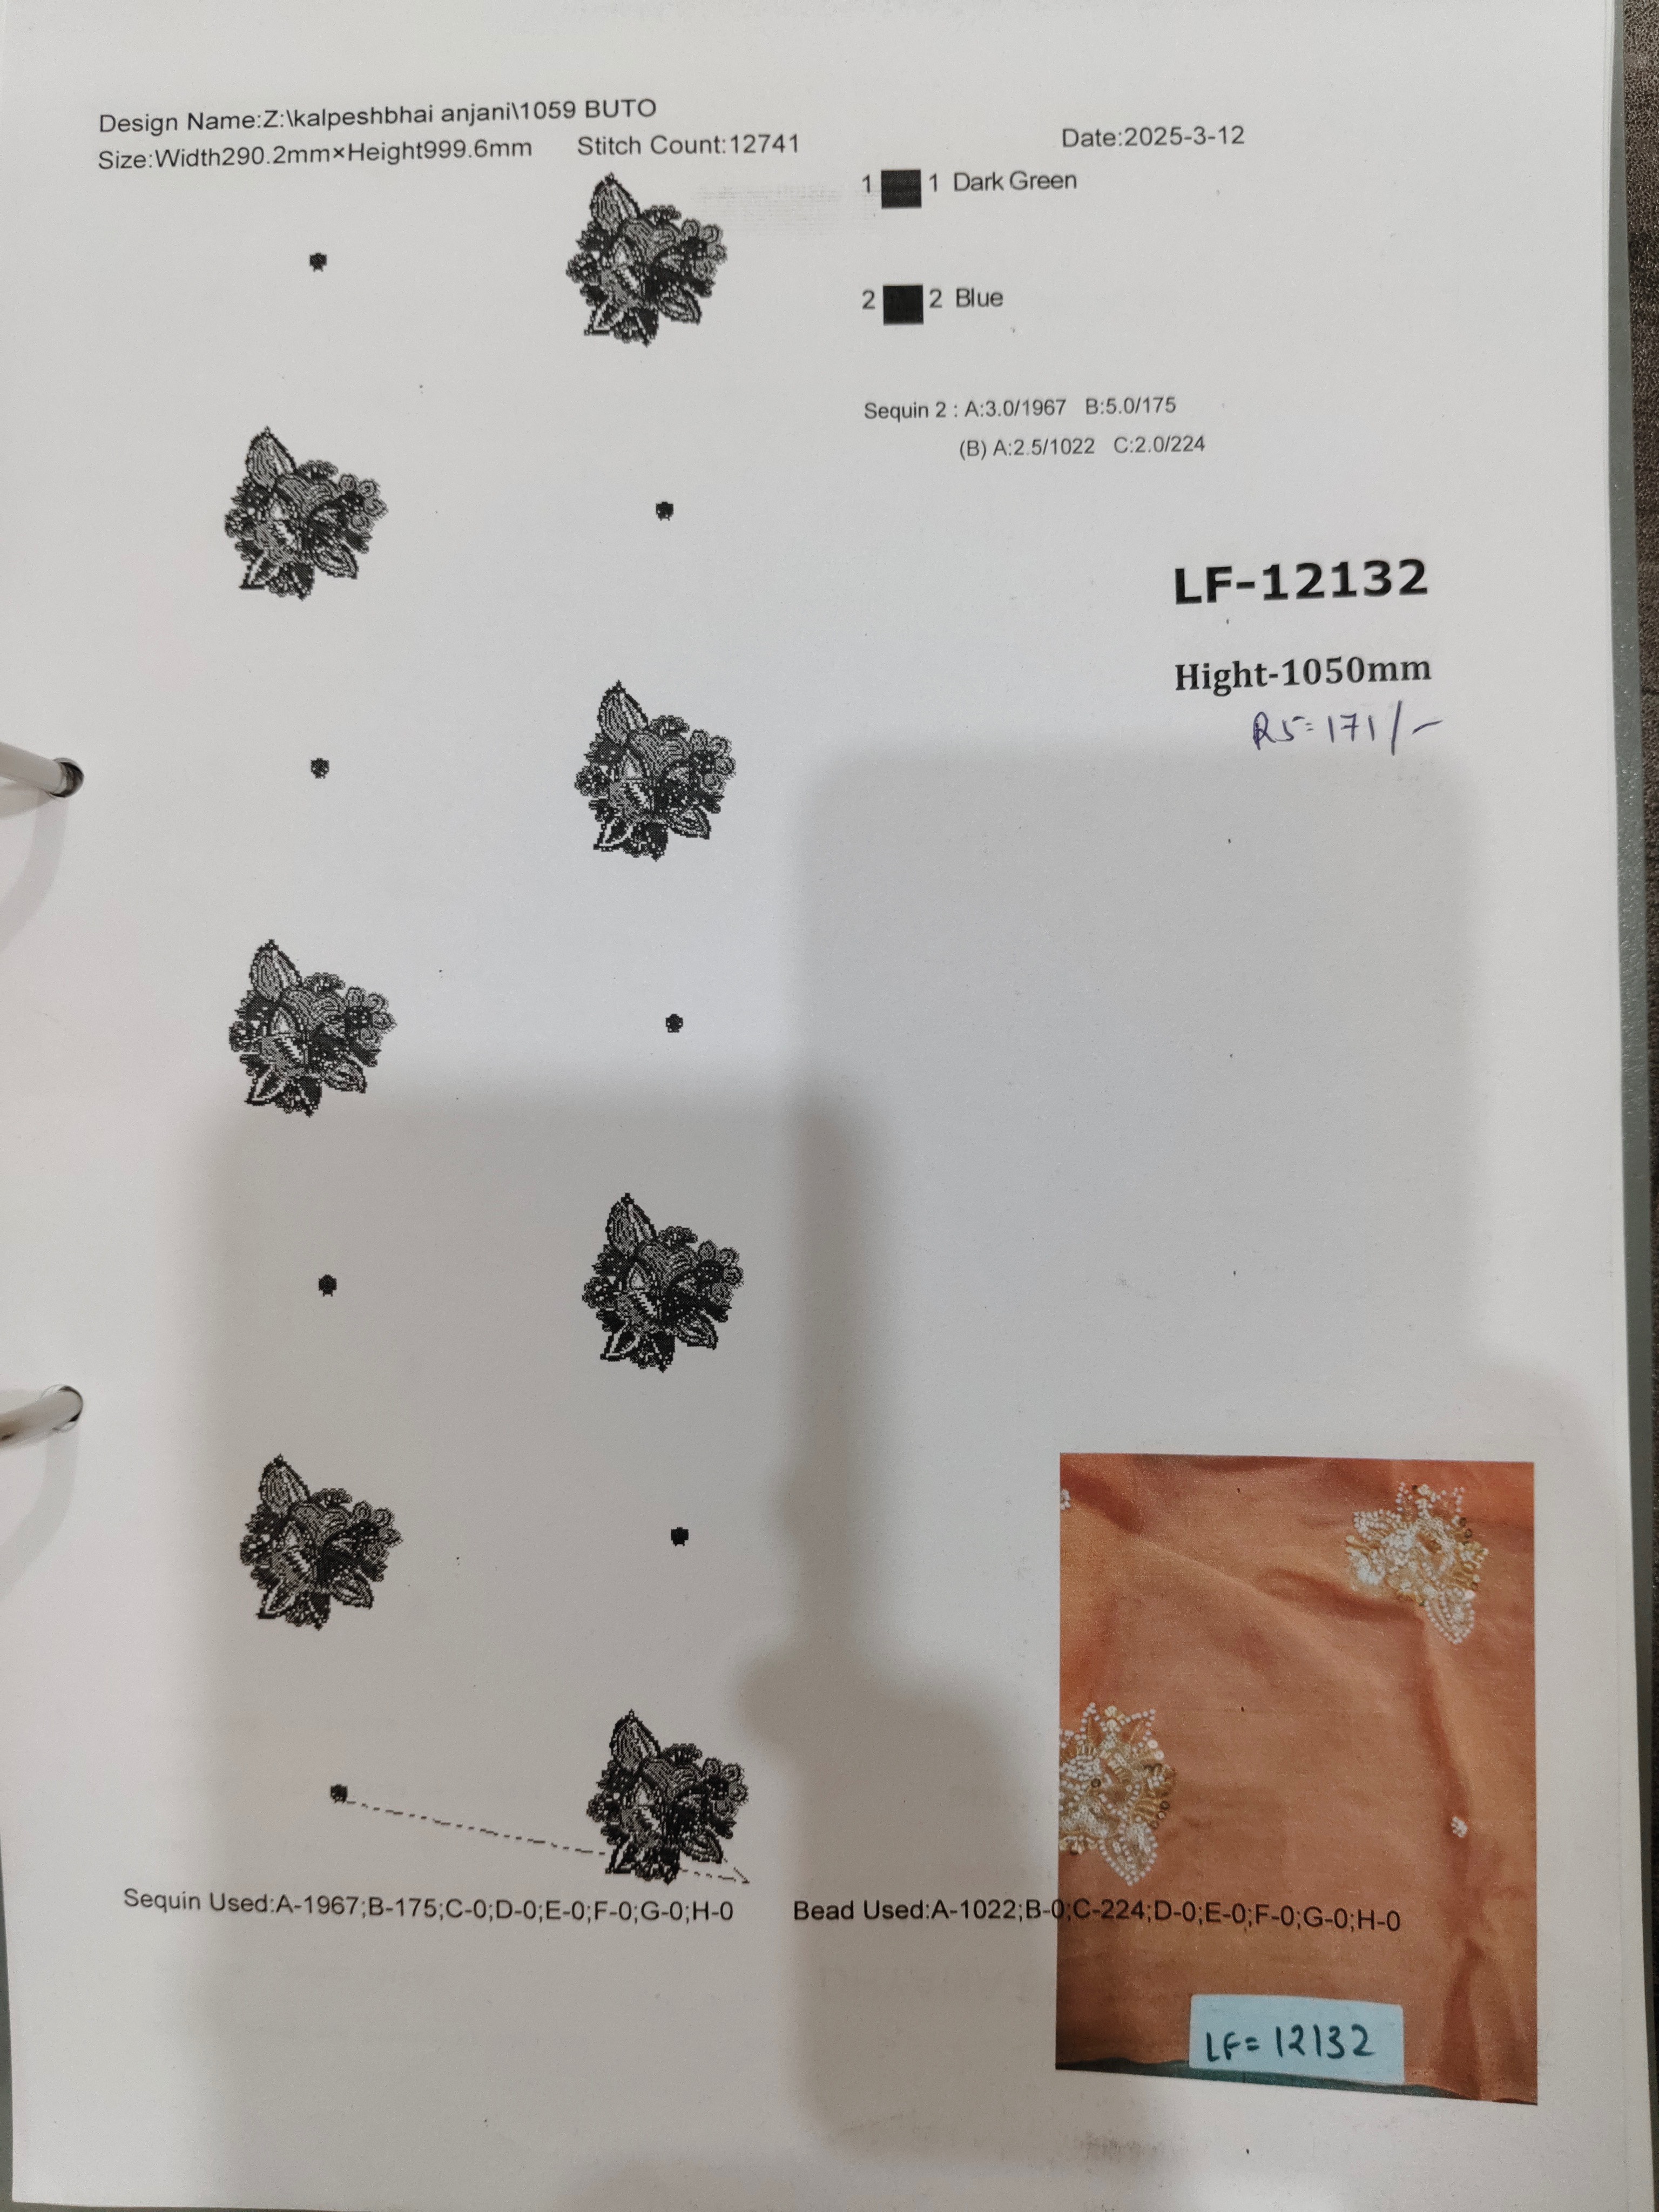 Design Name:Z:\kalpeshbhai anjani\1059 BUTO
Size:Width290.2mm×Height999.6mm Stitch Count:12741 Date:2025-3-12
1 1 Dark Green
2 2 Blue
Sequin 2 : A:3.0/1967 B:5.0/175
(B) A:2.5/1022 C:2.0/224
LF-12132
Hight-1050mm
RS=171/-
Sequin Used:A-1967;B-175;C-0;D-0;E-0;F-0;G-0;H-0 Bead Used:A-1022;B-0;C-224;D-0;E-0;F-0;G-0;H-0
LF=12132